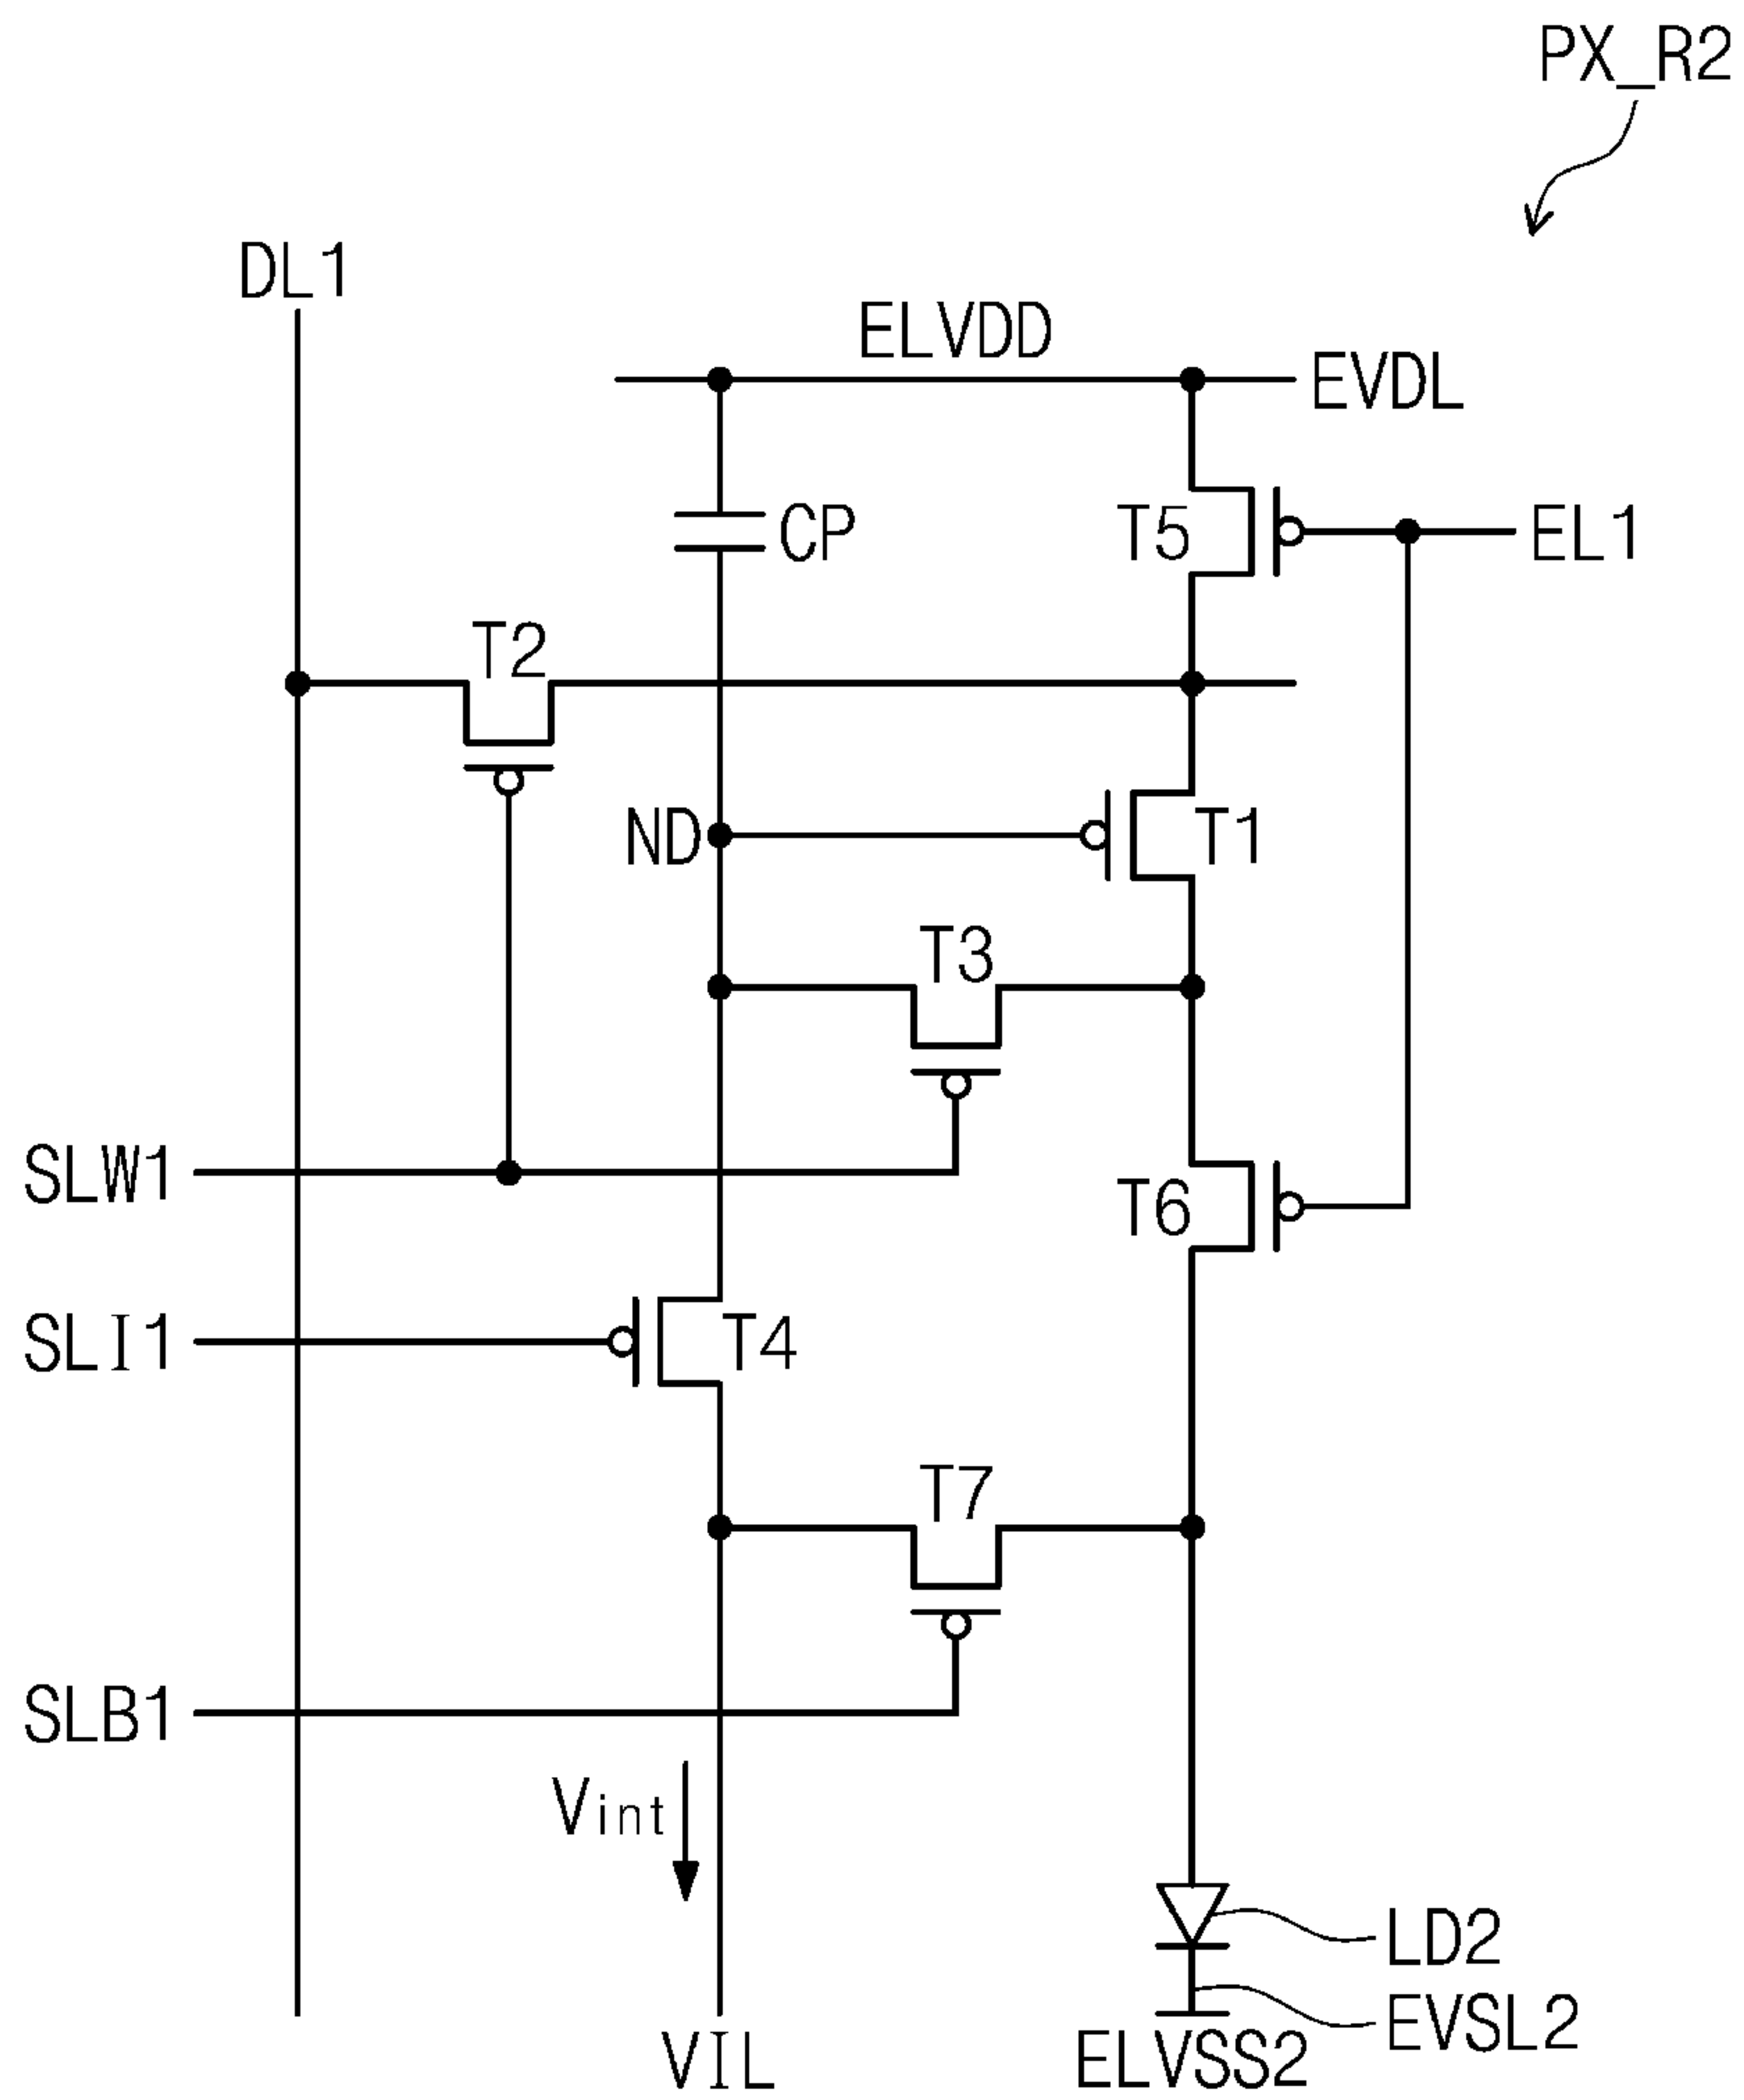 PX_R2
DL1
ELVDD
EVDL
CP
T5
EL1
T2
ND
T1
T3
SLW1
T6
SLI1
T4
T7
SLB1
Vint
LD2
EVSL2
VIL
ELVSS2